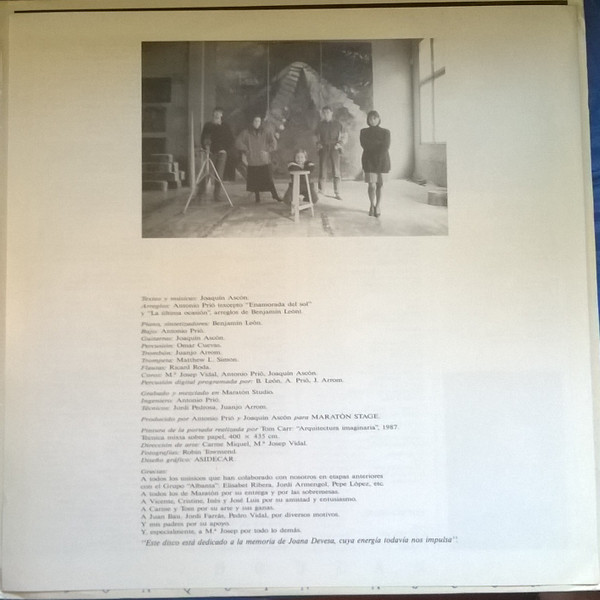 Textos y músicas: Joaquín Ascón.
Arreglos: Antonio Prió excepto "Enamorada del sol"
y "La última ocasión", arreglos de Benjamín León.
Piano, sintetizadores: Benjamín León.
Bajo: Antonio Prió.
Guitarras: Joaquín Ascón.
Percusión: Omar Cuevas.
Trombón: Juanjo Arrom.
Trompeta: Matthew L. Simon.
Flautas: Ricard Roda.
Coros: M.ª Josep Vidal, Antonio Prió, Joaquín Ascón.
Percusión digital programada por: B. León, A. Prió, J. Arrom.
Grabado y mezclado en Maratón Studio.
Ingeniero: Antonio Prió.
Técnicos: Jordi Pedrosa, Juanjo Arrom.
Producido por Antonio Prió y Joaquín Ascón para MARATÓN STAGE.
Pintura de la portada realizada por Tom Carr: "Arquitectura imaginaria", 1987.
Técnica mixta sobre papel, 400 × 435 cm.
Dirección de arte: Carme Miquel, M.ª Josep Vidal.
Fotografías: Robin Townsend.
Diseño gráfico: AMDECAR.
Gracias:
A todos los músicos que han colaborado con nosotros en etapas anteriores
con el Grupo "Albanta": Elisabet Ribera, Jordi Armengol, Pepe López, etc.
A todos los de Maratón por su entrega y por las sobremesas.
A Vicenta, Cristina, Inés y José Luis por su amistad y entusiasmo.
A Carme y Tom por su arte y sus ganas.
A Juan Bau, Jordi Farrás, Pedro Vidal, por diversos motivos.
Y mis padres por su apoyo.
Y, especialmente, a M.ª Josep por todo lo demás.
"Este disco está dedicado a la memoria de Joana Devesa, cuya energía todavía nos impulsa".